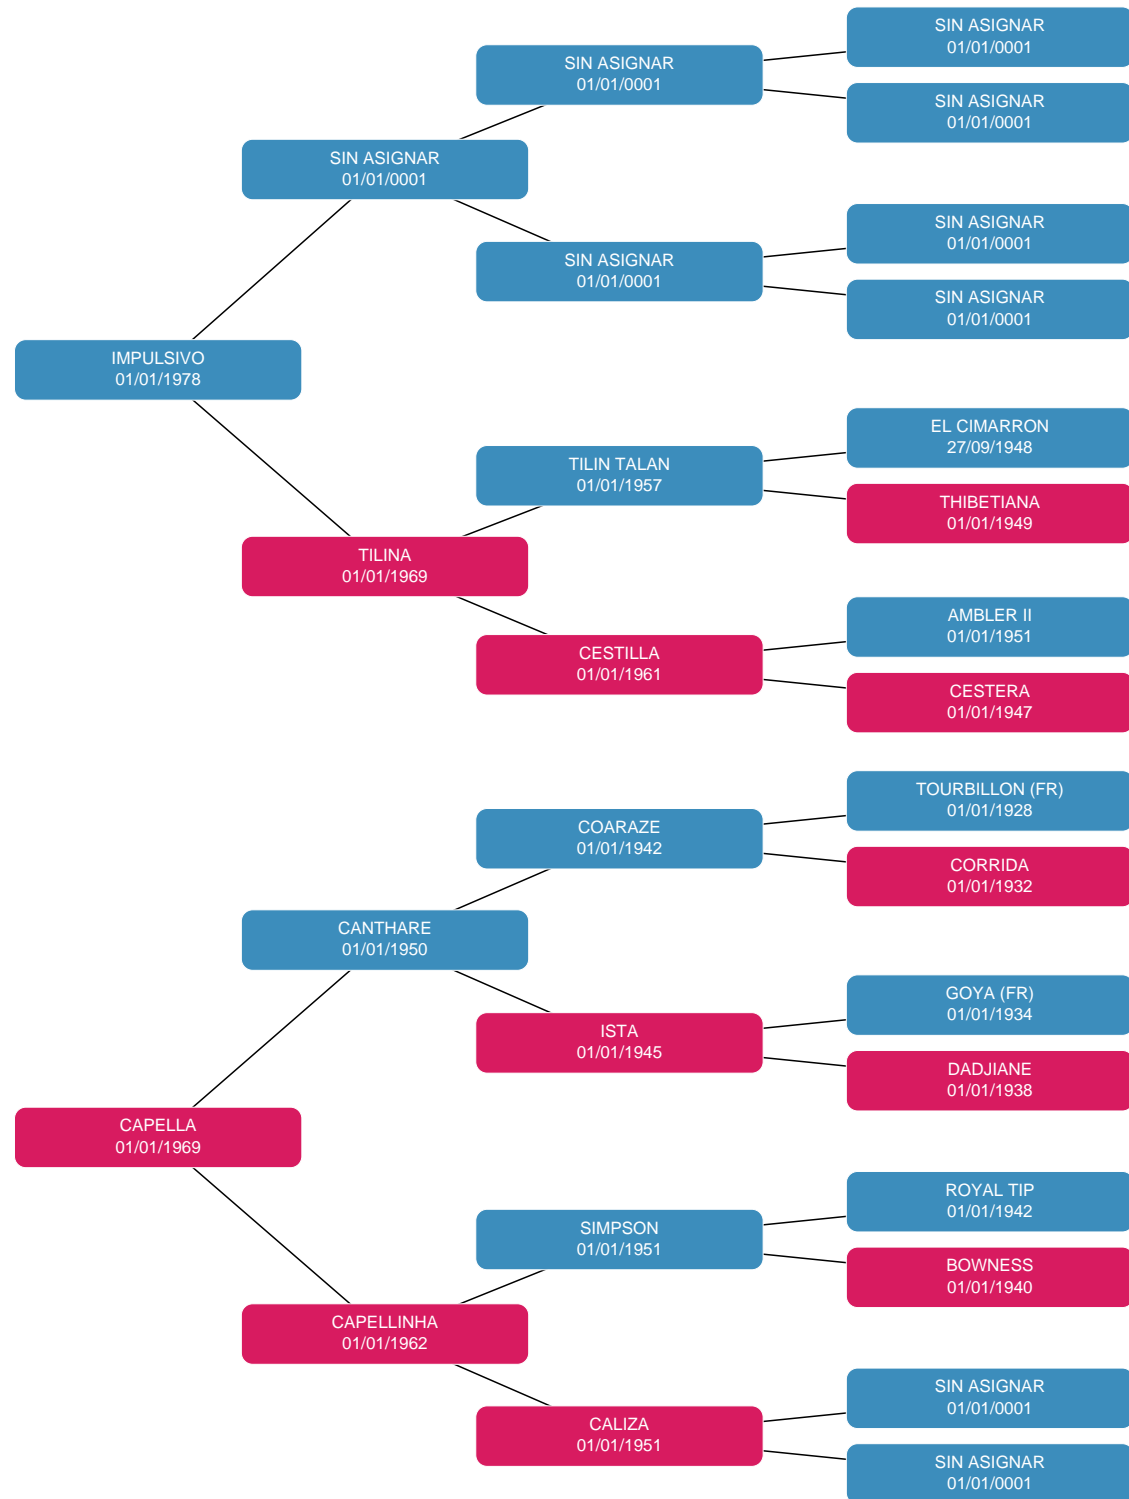 SIN ASIGNAR
01/01/0001
SIN ASIGNAR
01/01/0001
SIN ASIGNAR
01/01/0001
SIN ASIGNAR
01/01/0001
SIN ASIGNAR
01/01/0001
SIN ASIGNAR
01/01/0001
SIN ASIGNAR
01/01/0001
IMPULSIVO
01/01/1978
EL CIMARRON
27/09/1948
TILIN TALAN
01/01/1957
THIBETIANA
01/01/1949
TILINA
01/01/1969
AMBLER II
01/01/1951
CESTILLA
01/01/1961
CESTERA
01/01/1947
TOURBILLON (FR)
01/01/1928
COARAZE
01/01/1942
CORRIDA
01/01/1932
CANTHARE
01/01/1950
GOYA (FR)
01/01/1934
ISTA
01/01/1945
DADJIANE
01/01/1938
CAPELLA
01/01/1969
ROYAL TIP
01/01/1942
SIMPSON
01/01/1951
BOWNESS
01/01/1940
CAPELLINHA
01/01/1962
SIN ASIGNAR
01/01/0001
CALIZA
01/01/1951
SIN ASIGNAR
01/01/0001